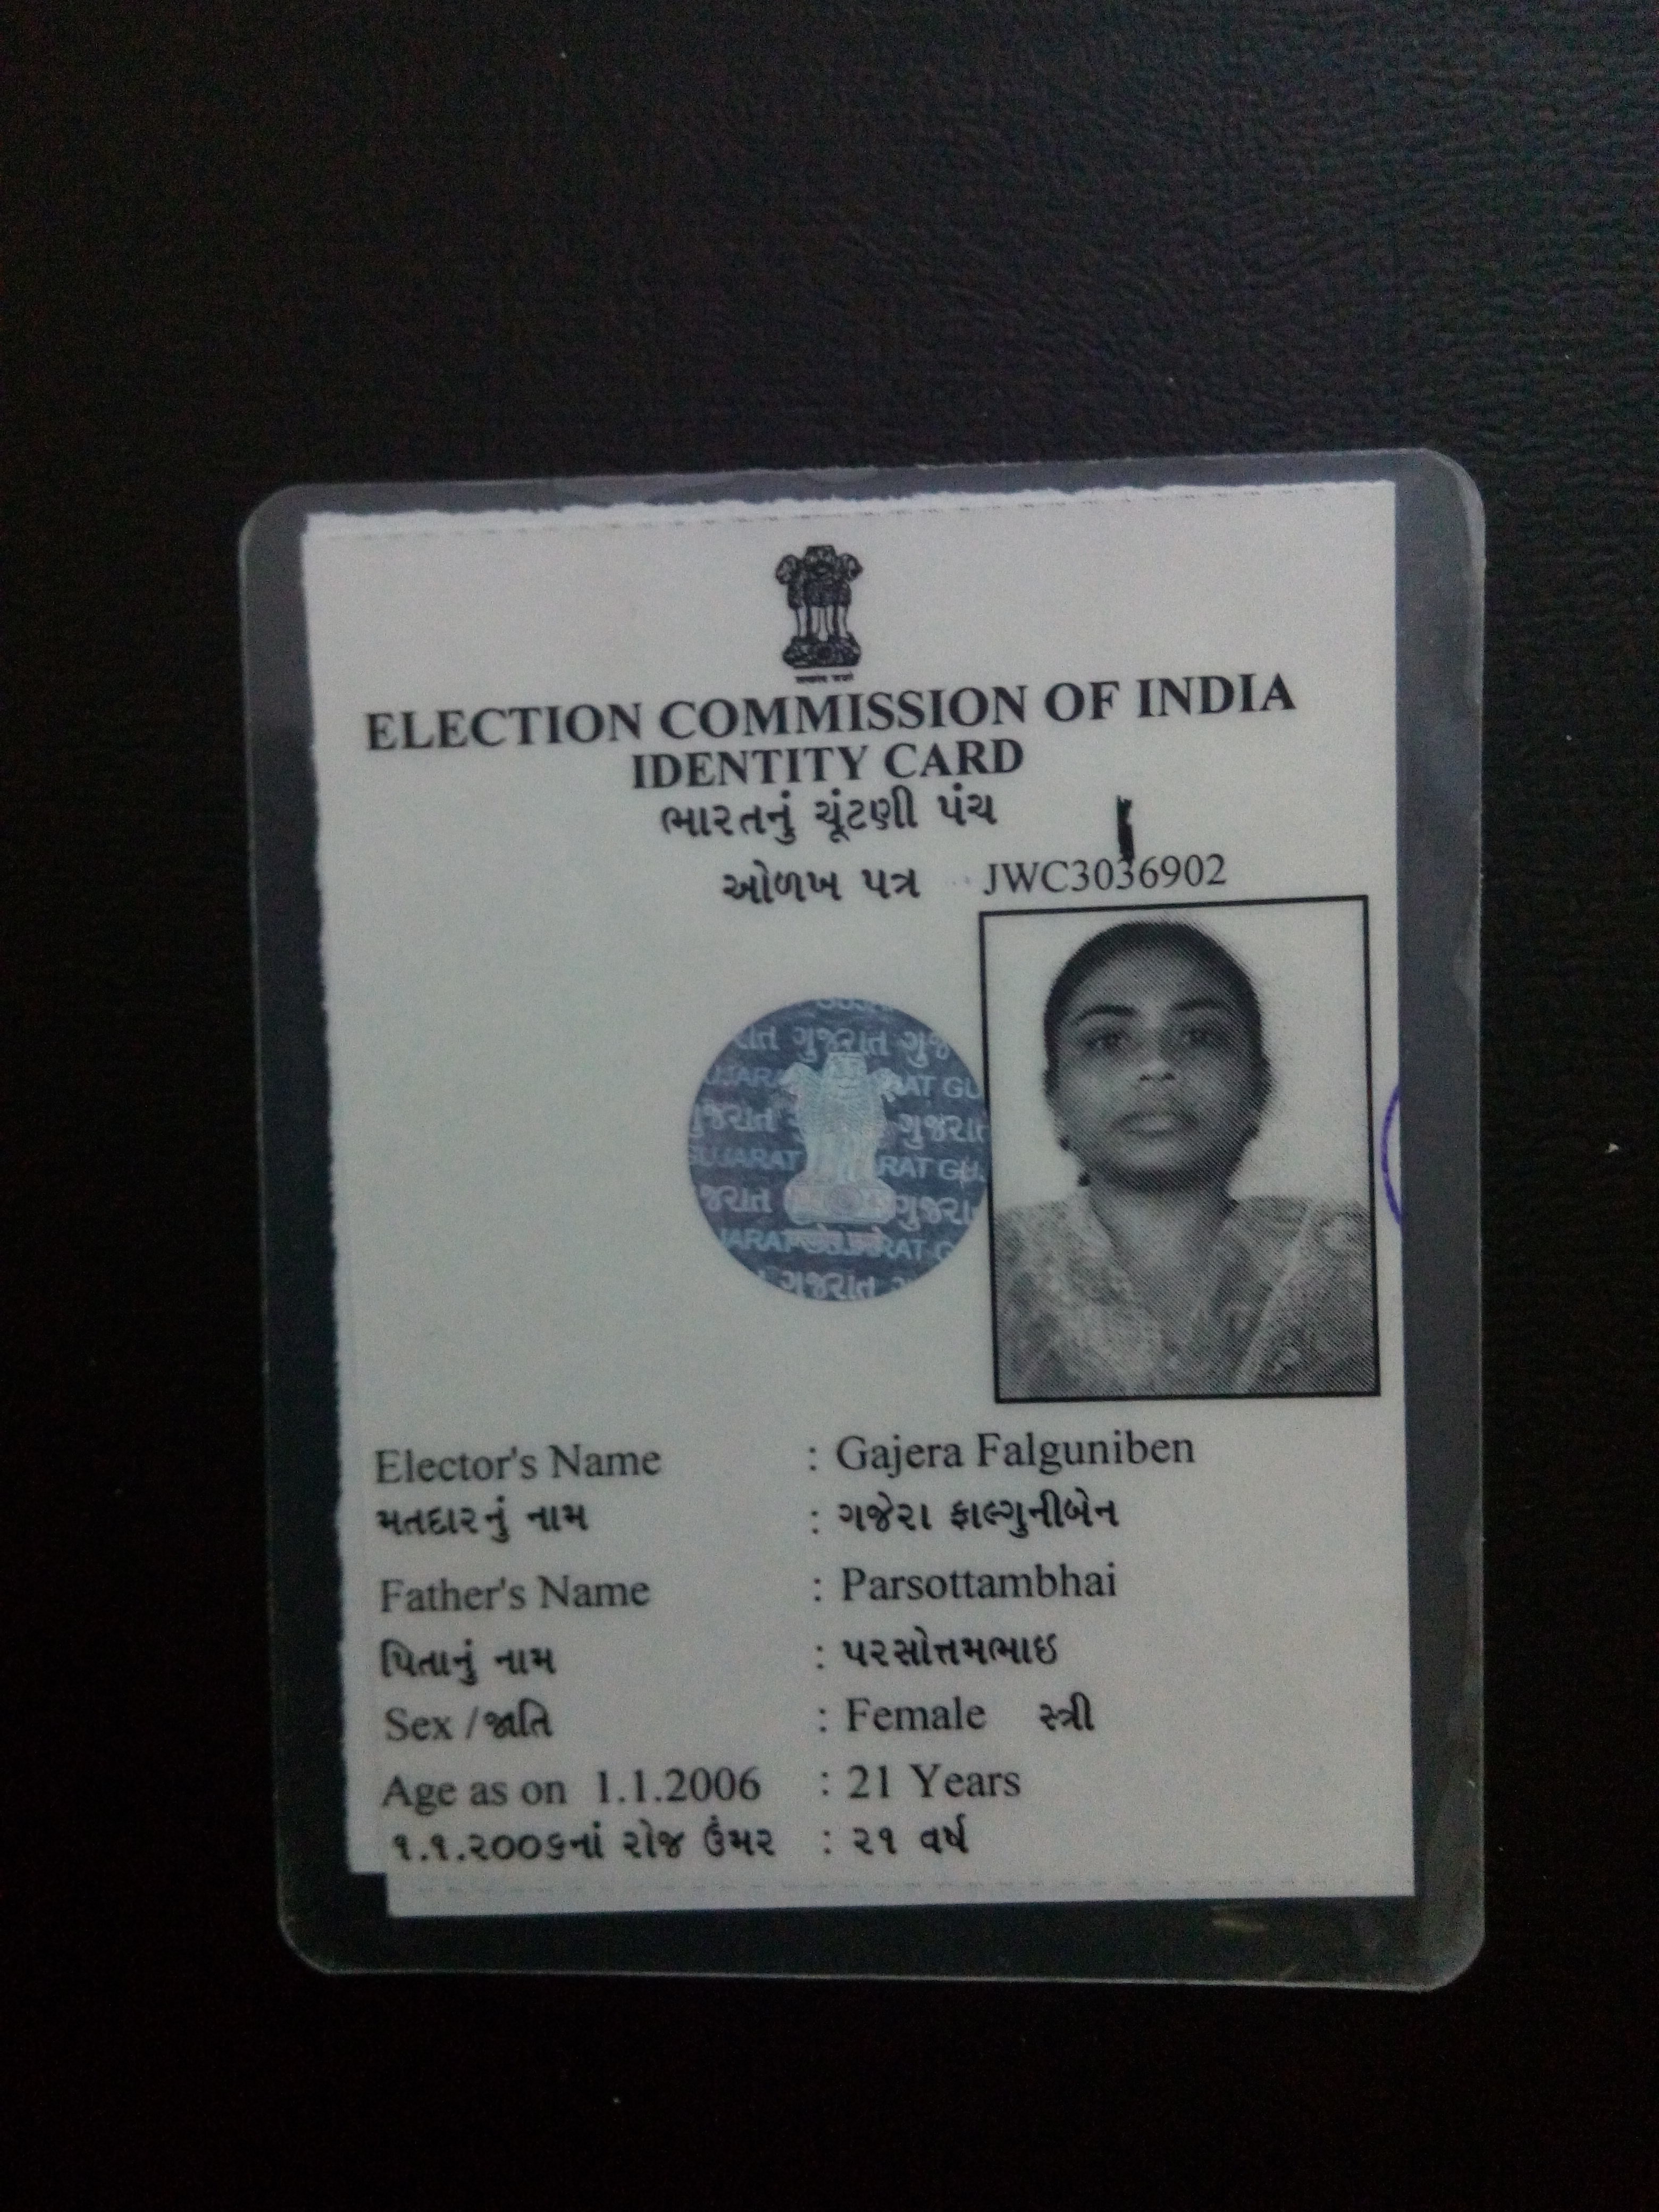 ELECTION COMMISSION OF INDIA
IDENTITY CARD
ભારતનું ચૂંટણી પંચ
ઓળખ પત્ર JWC3036902
ગુજરાત
GUJARAT
Elector's Name : Gajera Falguniben
મતદારનું નામ : ગજેરા ફાલ્ગુનીબેન
Father's Name : Parsottambhai
પિતાનું નામ : પરસોત્તમભાઇ
Sex / જાતિ : Female સ્ત્રી
Age as on 1.1.2006 : 21 Years
૧.૧.૨૦૦૬નાં રોજ ઉંમર : ૨૧ વર્ષ